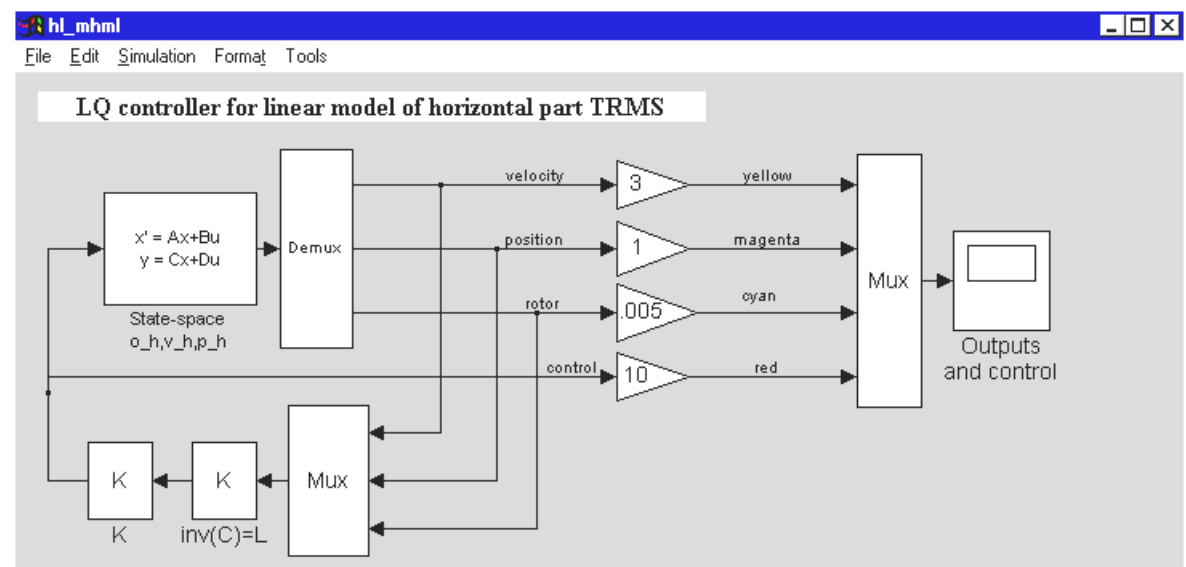 hl_mhml
File Edit Simulation Format Tools
LQ controller for linear model of horizontal part TRMS
x' = Ax+Bu
y = Cx+Du
State-space
o_h,v_h,p_h
Demux
velocity
3
yellow
position
1
magenta
rotor
.005
cyan
control
10
red
Mux
Outputs
and control
K
K
K
inv(C)=L
Mux